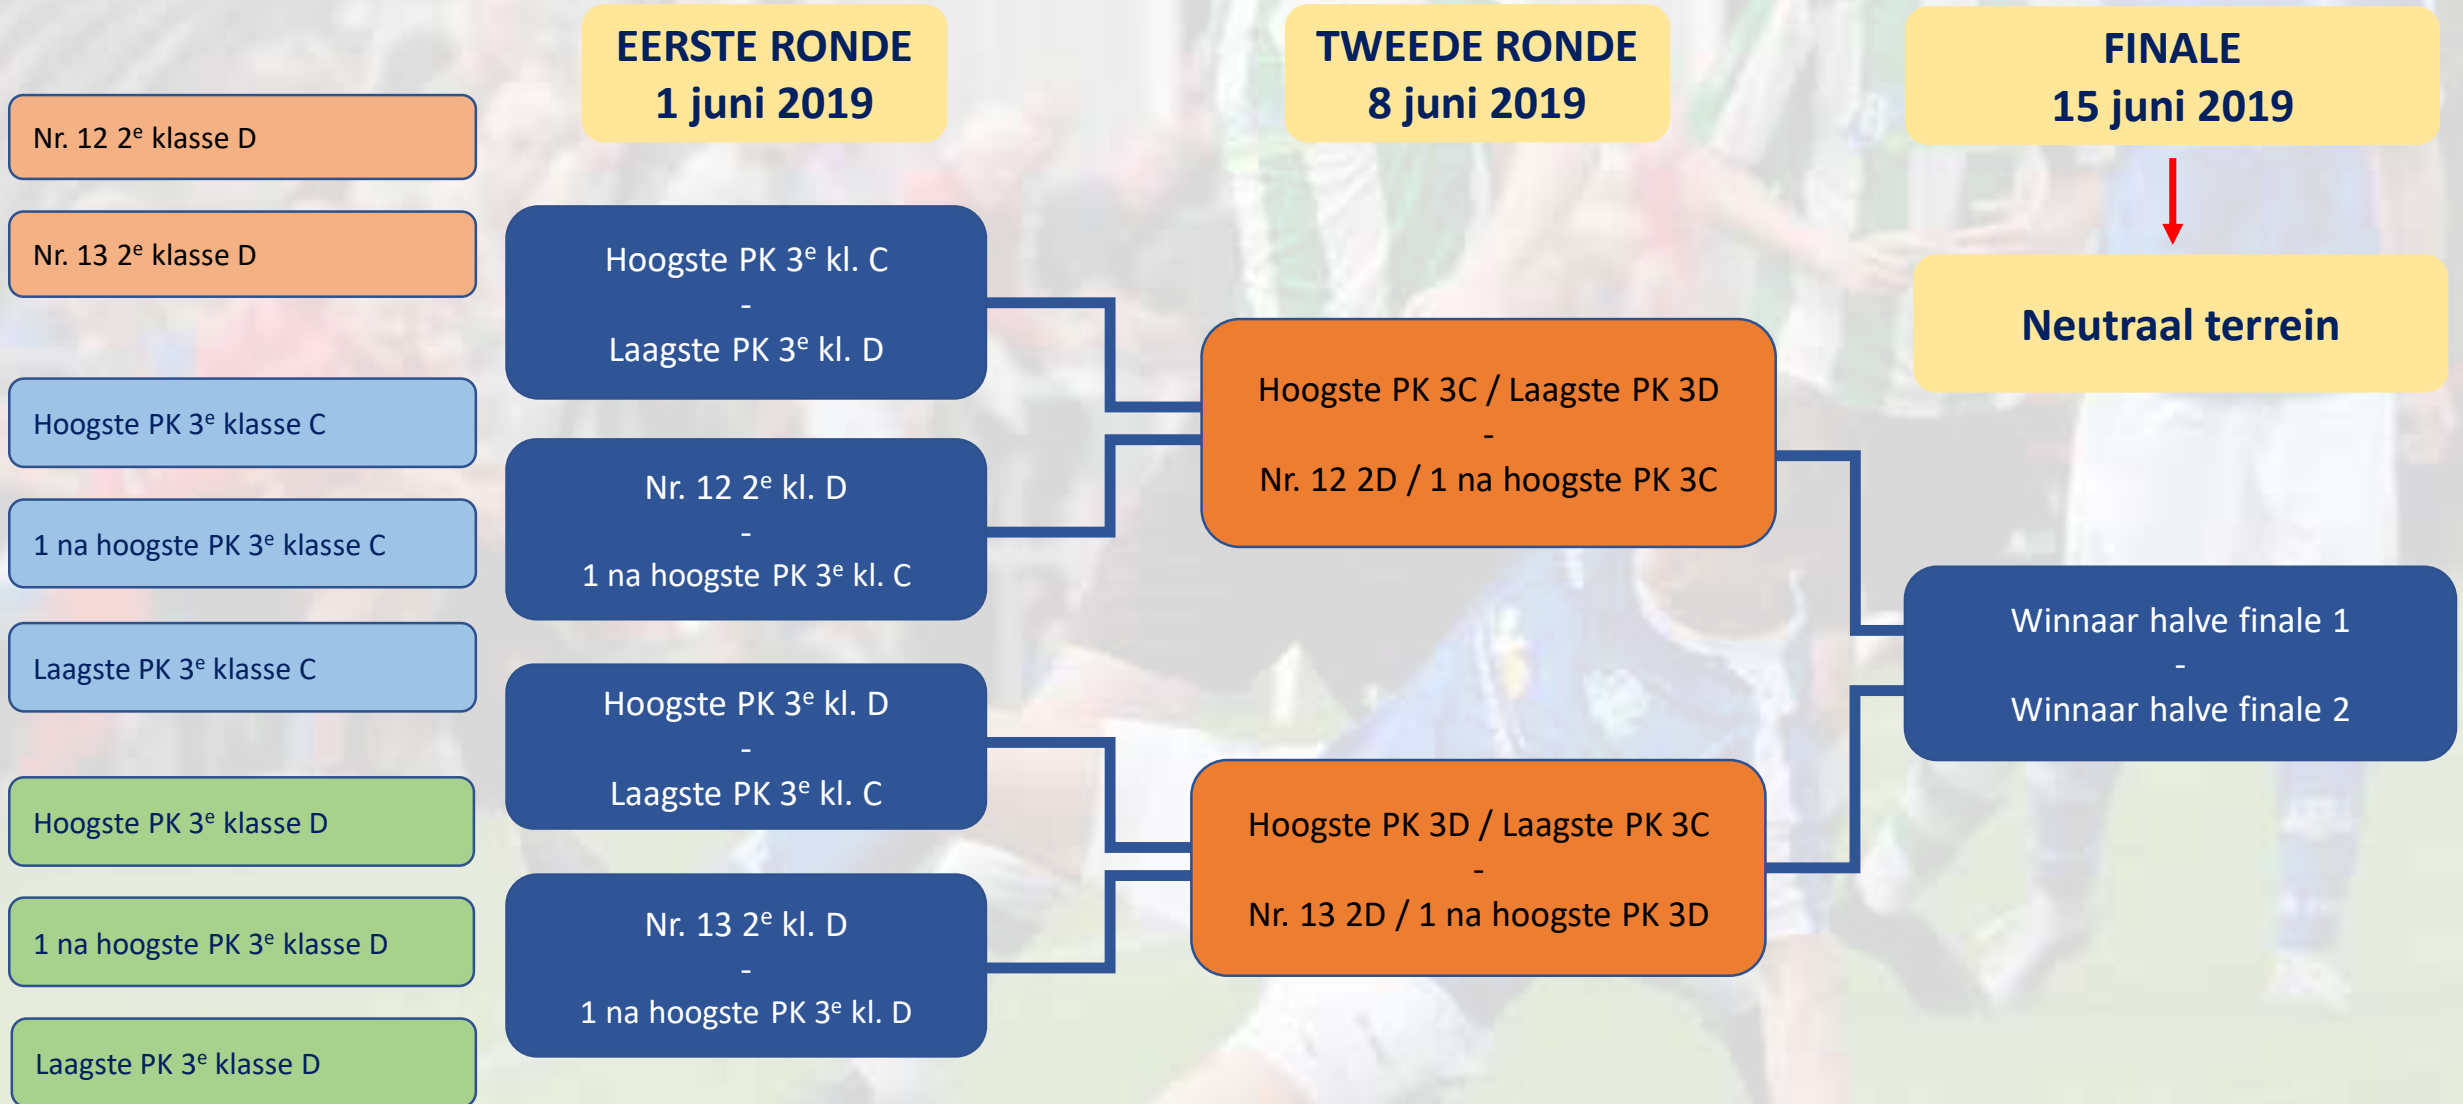 EERSTE RONDE
1 juni 2019
TWEEDE RONDE
8 juni 2019
FINALE
15 juni 2019
Neutraal terrein
Nr. 12 2e klasse D
Nr. 13 2e klasse D
Hoogste PK 3e klasse C
1 na hoogste PK 3e klasse C
Laagste PK 3e klasse C
Hoogste PK 3e klasse D
1 na hoogste PK 3e klasse D
Laagste PK 3e klasse D
Hoogste PK 3e kl. C
-
Laagste PK 3e kl. D
Nr. 12 2e kl. D
-
1 na hoogste PK 3e kl. C
Hoogste PK 3e kl. D
-
Laagste PK 3e kl. C
Nr. 13 2e kl. D
-
1 na hoogste PK 3e kl. D
Hoogste PK 3C / Laagste PK 3D
-
Nr. 12 2D / 1 na hoogste PK 3C
Hoogste PK 3D / Laagste PK 3C
-
Nr. 13 2D / 1 na hoogste PK 3D
Winnaar halve finale 1
-
Winnaar halve finale 2